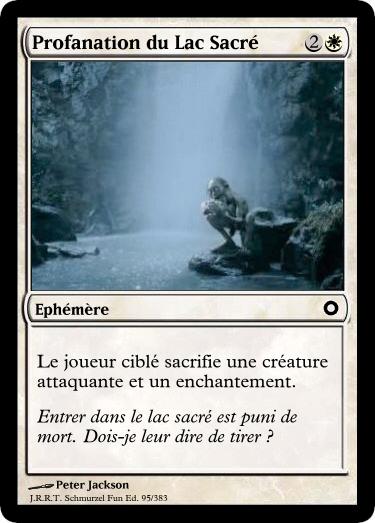 Profanation du Lac Sacré 2
Ephémère
Le joueur ciblé sacrifie une créature
attaquante et un enchantement.
Entrer dans le lac sacré est puni de
mort. Dois-je leur dire de tirer ?
Peter Jackson
J.R.R.T. Schmurzel Fun Ed. 95/383